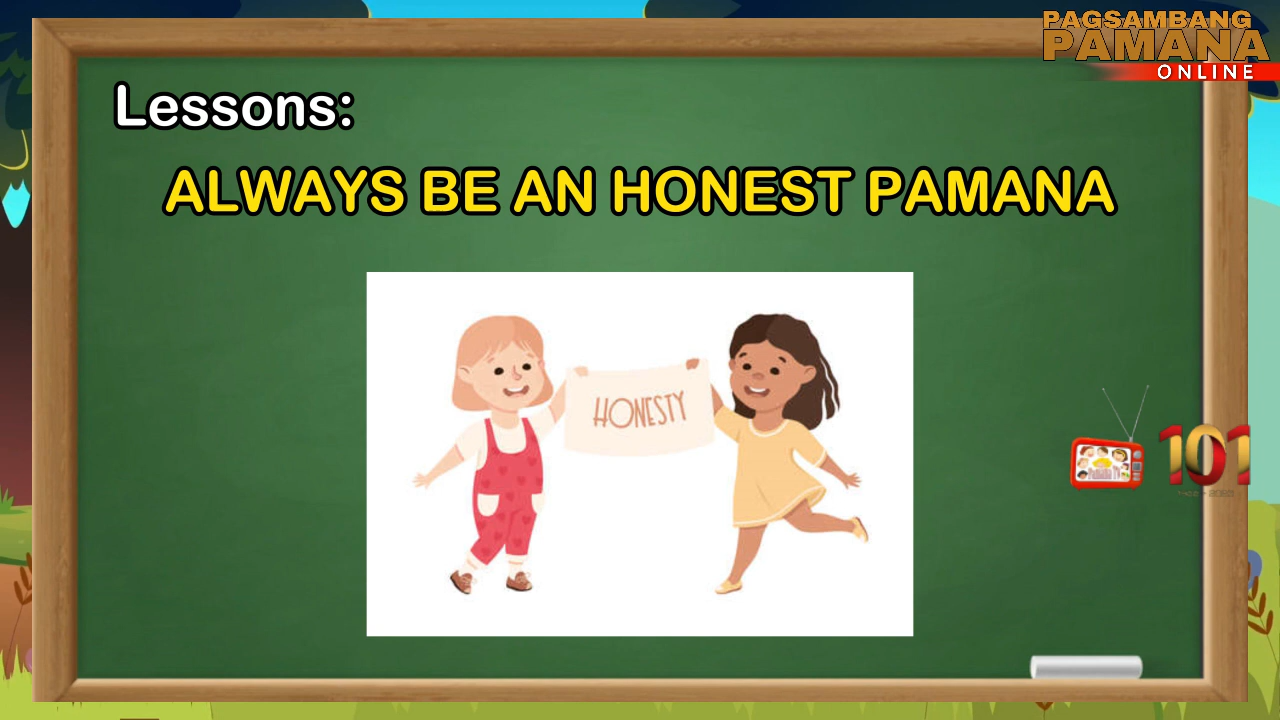 PAGSAMBANG
PAMANA
ONLINE
Lessons:
ALWAYS BE AN HONEST PAMANA
HONESTY
101